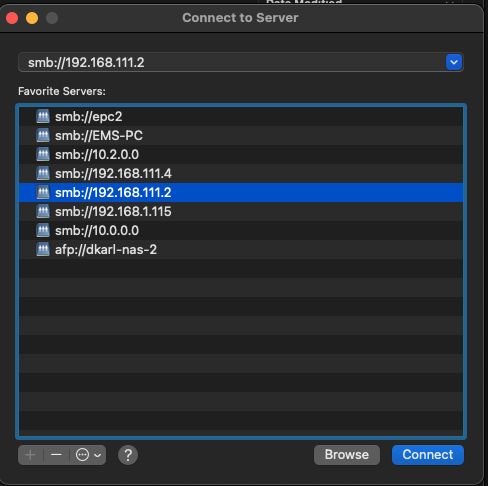 Date Modified
Connect to Server
smb://192.168.111.2
Favorite Servers:
smb://epc2
smb://EMS-PC
smb://10.2.0.0
smb://192.168.111.4
smb://192.168.111.2
smb://192.168.1.115
smb://10.0.0.0
afp://dkarl-nas-2
+ − ?
Browse Connect